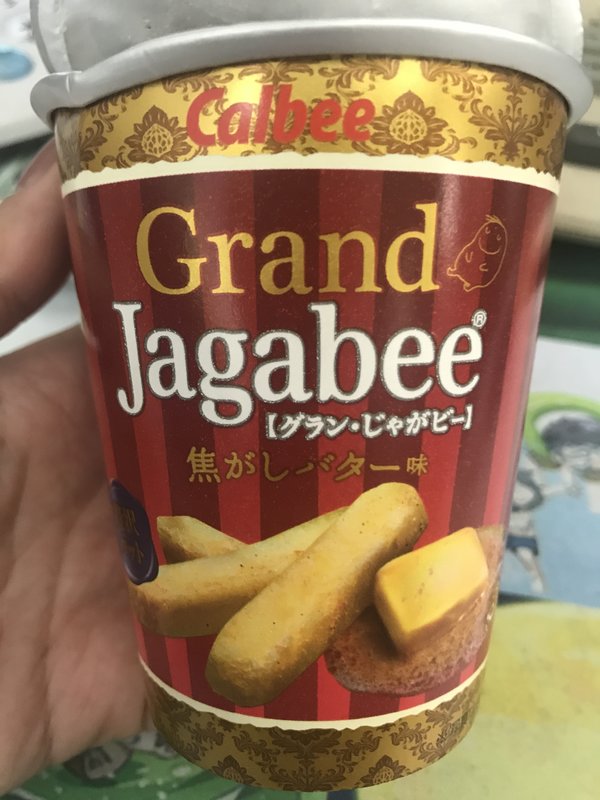 Calbee
Grand
Jagabee®
【グラン・じゃがビー】
焦がしバター味